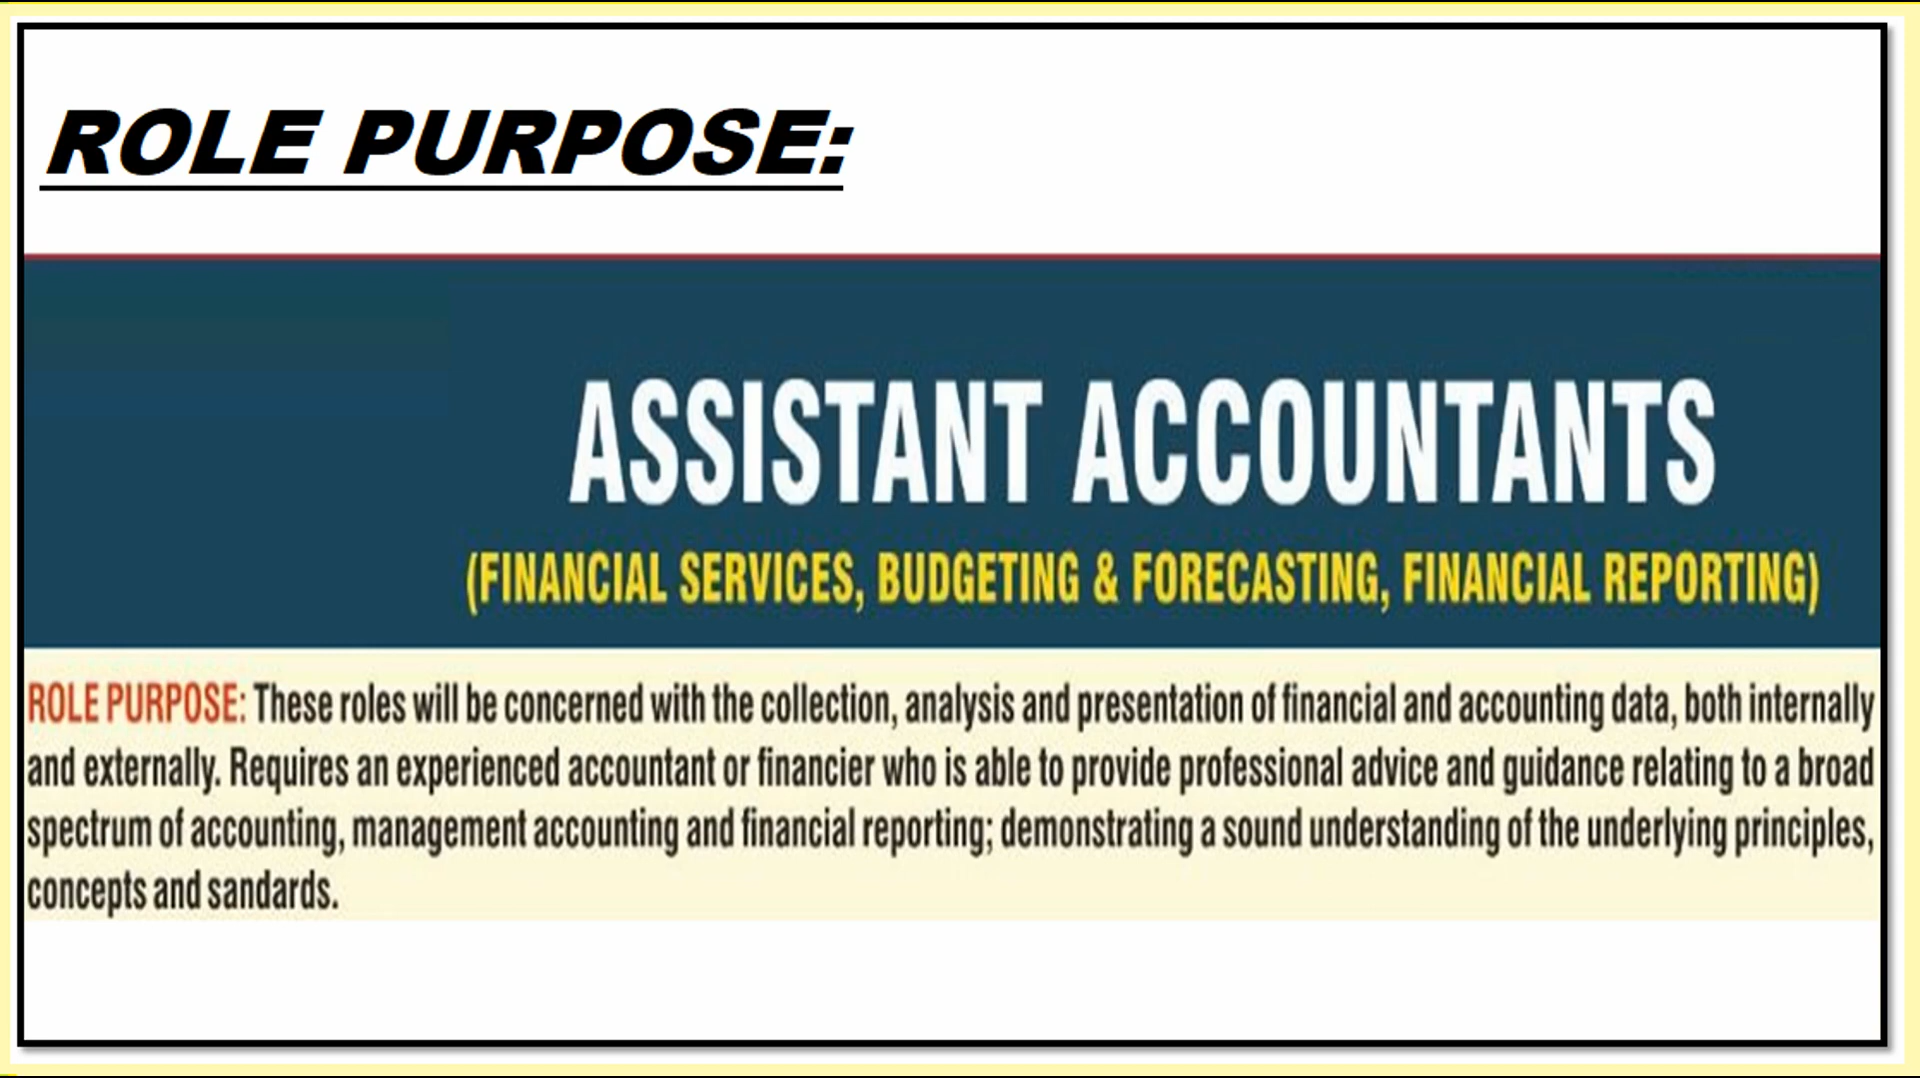 ROLE PURPOSE:
ASSISTANT ACCOUNTANTS
(FINANCIAL SERVICES, BUDGETING & FORECASTING, FINANCIAL REPORTING)
ROLE PURPOSE: These roles will be concerned with the collection, analysis and presentation of financial and accounting data, both internally
and externally. Requires an experienced accountant or financier who is able to provide professional advice and guidance relating to a broad
spectrum of accounting, management accounting and financial reporting; demonstrating a sound understanding of the underlying principles,
concepts and sandards.